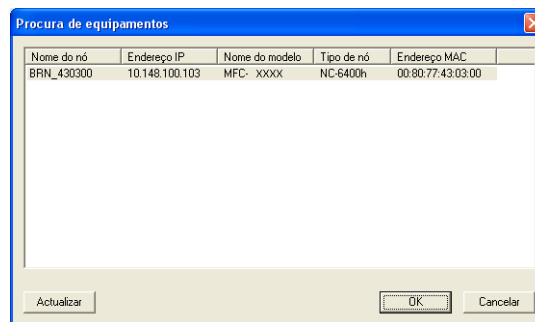 Procura de equipamentos
Nome do nó Endereço IP Nome do modelo Tipo de nó Endereço MAC
BRN_430300 10.148.100.103 MFC- XXXX NC-6400h 00:80:77:43:03:00
Actualizar OK Cancelar